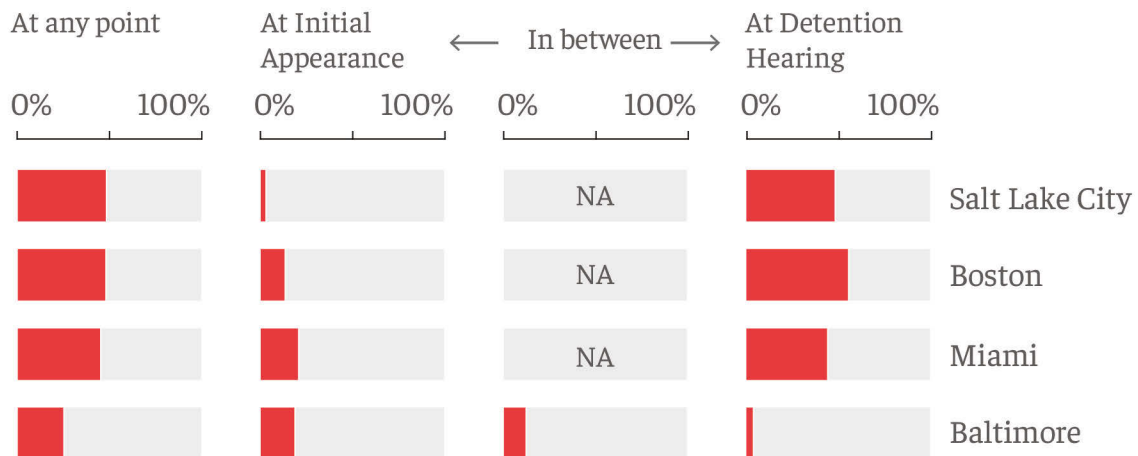 At any point
At Initial
Appearance
In between
At Detention
Hearing
0% 100%
0% 100%
0% 100%
0% 100%
NA
Salt Lake City
NA
Boston
NA
Miami
Baltimore